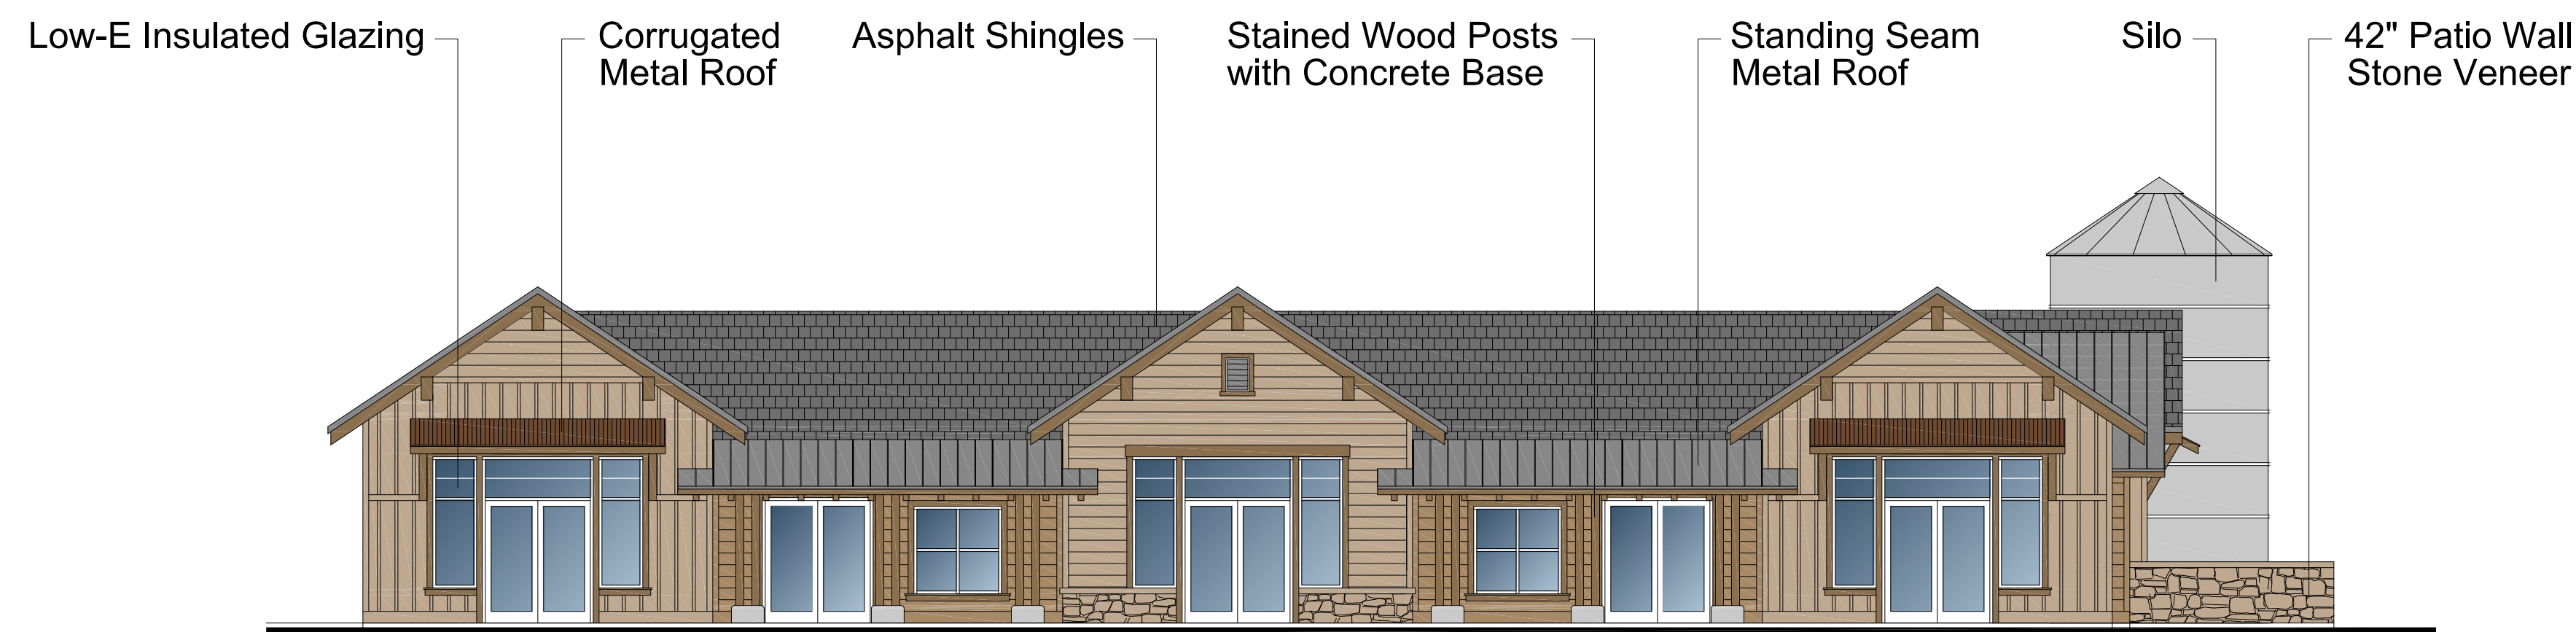 Low-E Insulated Glazing
Corrugated
Metal Roof
Asphalt Shingles
Stained Wood Posts
with Concrete Base
Standing Seam
Metal Roof
Silo
42" Patio Wall
Stone Veneer